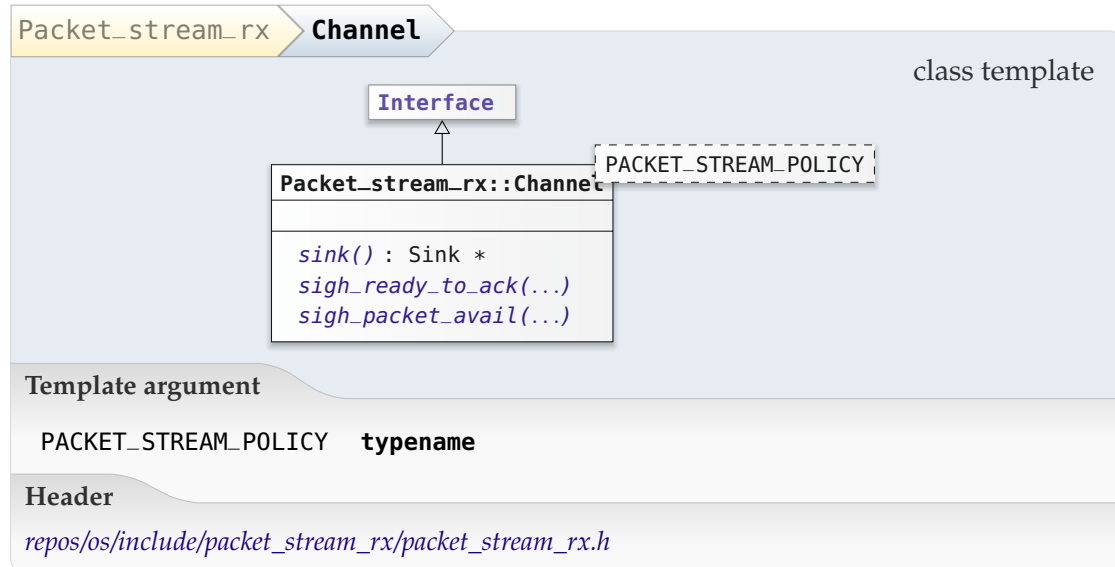 Packet_stream_rx Channel
class template
Interface
PACKET_STREAM_POLICY
Packet_stream_rx::Channel
sink() : Sink *
sigh_ready_to_ack(...)
sigh_packet_avail(...)
Template argument
PACKET_STREAM_POLICY typename
Header
repos/os/include/packet_stream_rx/packet_stream_rx.h